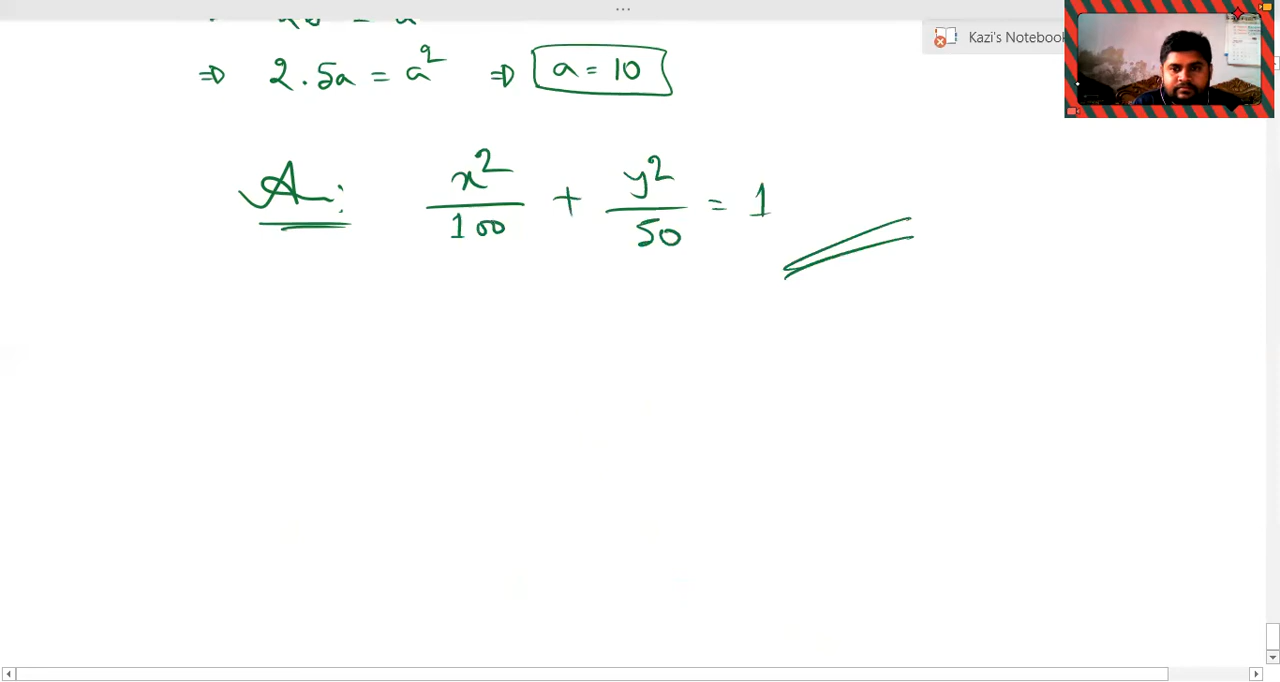 ...
Kazi's Notebook
⇒ 2.5a = a² ⇒ a = 10
A: x²/100 + y²/50 = 1